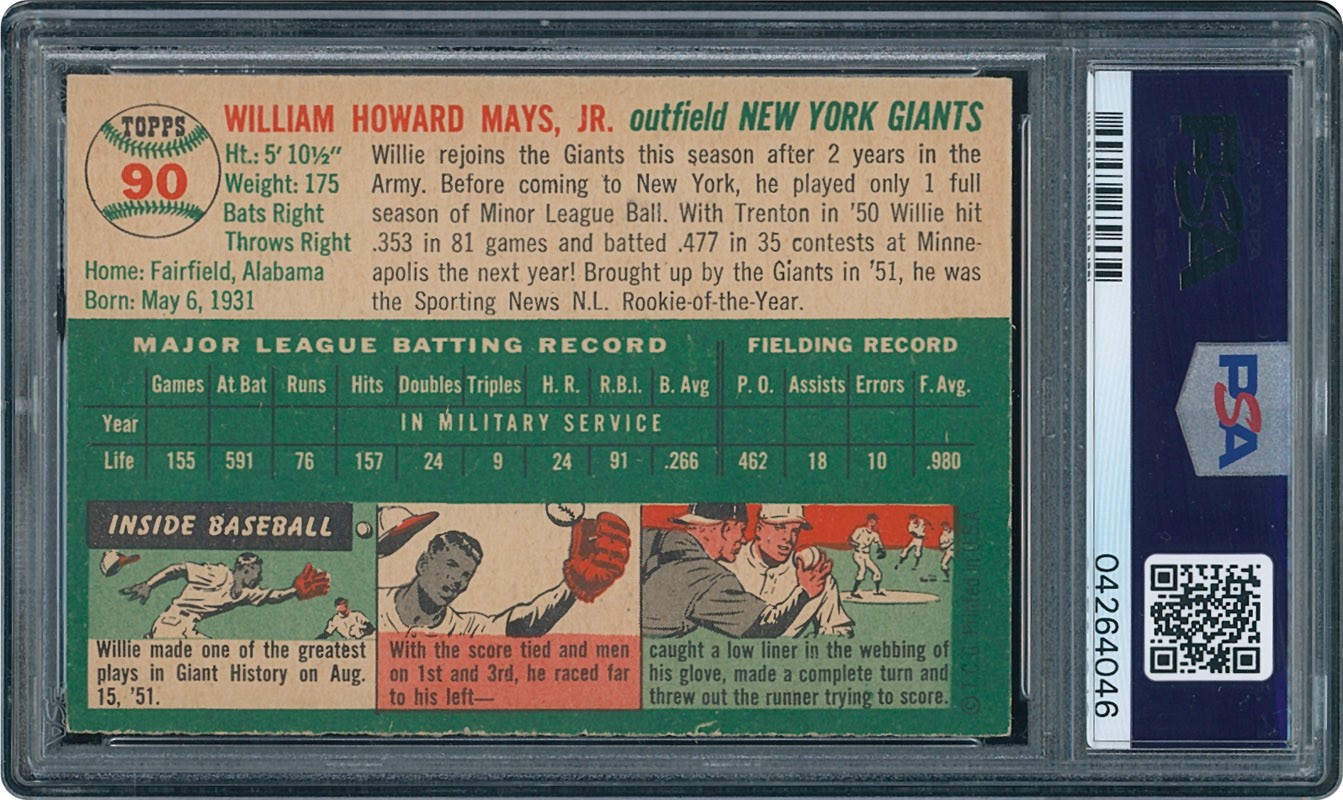 TOPPS
90
WILLIAM HOWARD MAYS, JR. outfield NEW YORK GIANTS
Ht.: 5' 10½"
Weight: 175
Bats Right
Throws Right
Home: Fairfield, Alabama
Born: May 6, 1931
Willie rejoins the Giants this season after 2 years in the
Army. Before coming to New York, he played only 1 full
season of Minor League Ball. With Trenton in '50 Willie hit
.353 in 81 games and batted .477 in 35 contests at Minne-
apolis the next year! Brought up by the Giants in '51, he was
the Sporting News N.L. Rookie-of-the-Year.
MAJOR LEAGUE BATTING RECORD FIELDING RECORD
Games At Bat Runs Hits Doubles Triples H. R. R.B.I. B. Avg P. O. Assists Errors F. Avg.
Year IN MILITARY SERVICE
Life 155 591 76 157 24 9 24 91 .266 462 18 10 .980
INSIDE BASEBALL
Willie made one of the greatest
plays in Giant History on Aug.
15, '51.
With the score tied and men
on 1st and 3rd, he raced far
to his left—
caught a low liner in the webbing of
his glove, made a complete turn and
threw out the runner trying to score.
© T.C.G. Printed in U.S.A.
PSA
PSA
04264046